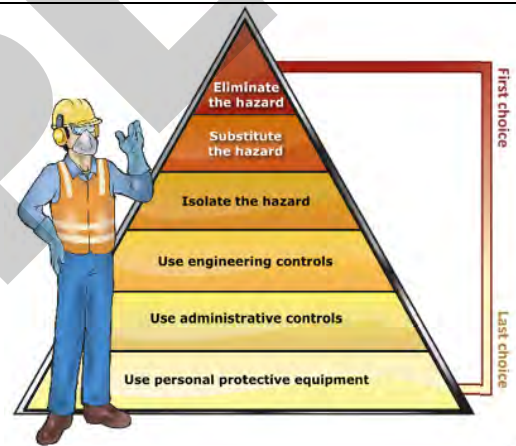 Eliminate
the hazard
Substitute
the hazard
Isolate the hazard
Use engineering controls
Use administrative controls
Use personal protective equipment
First choice
Last choice